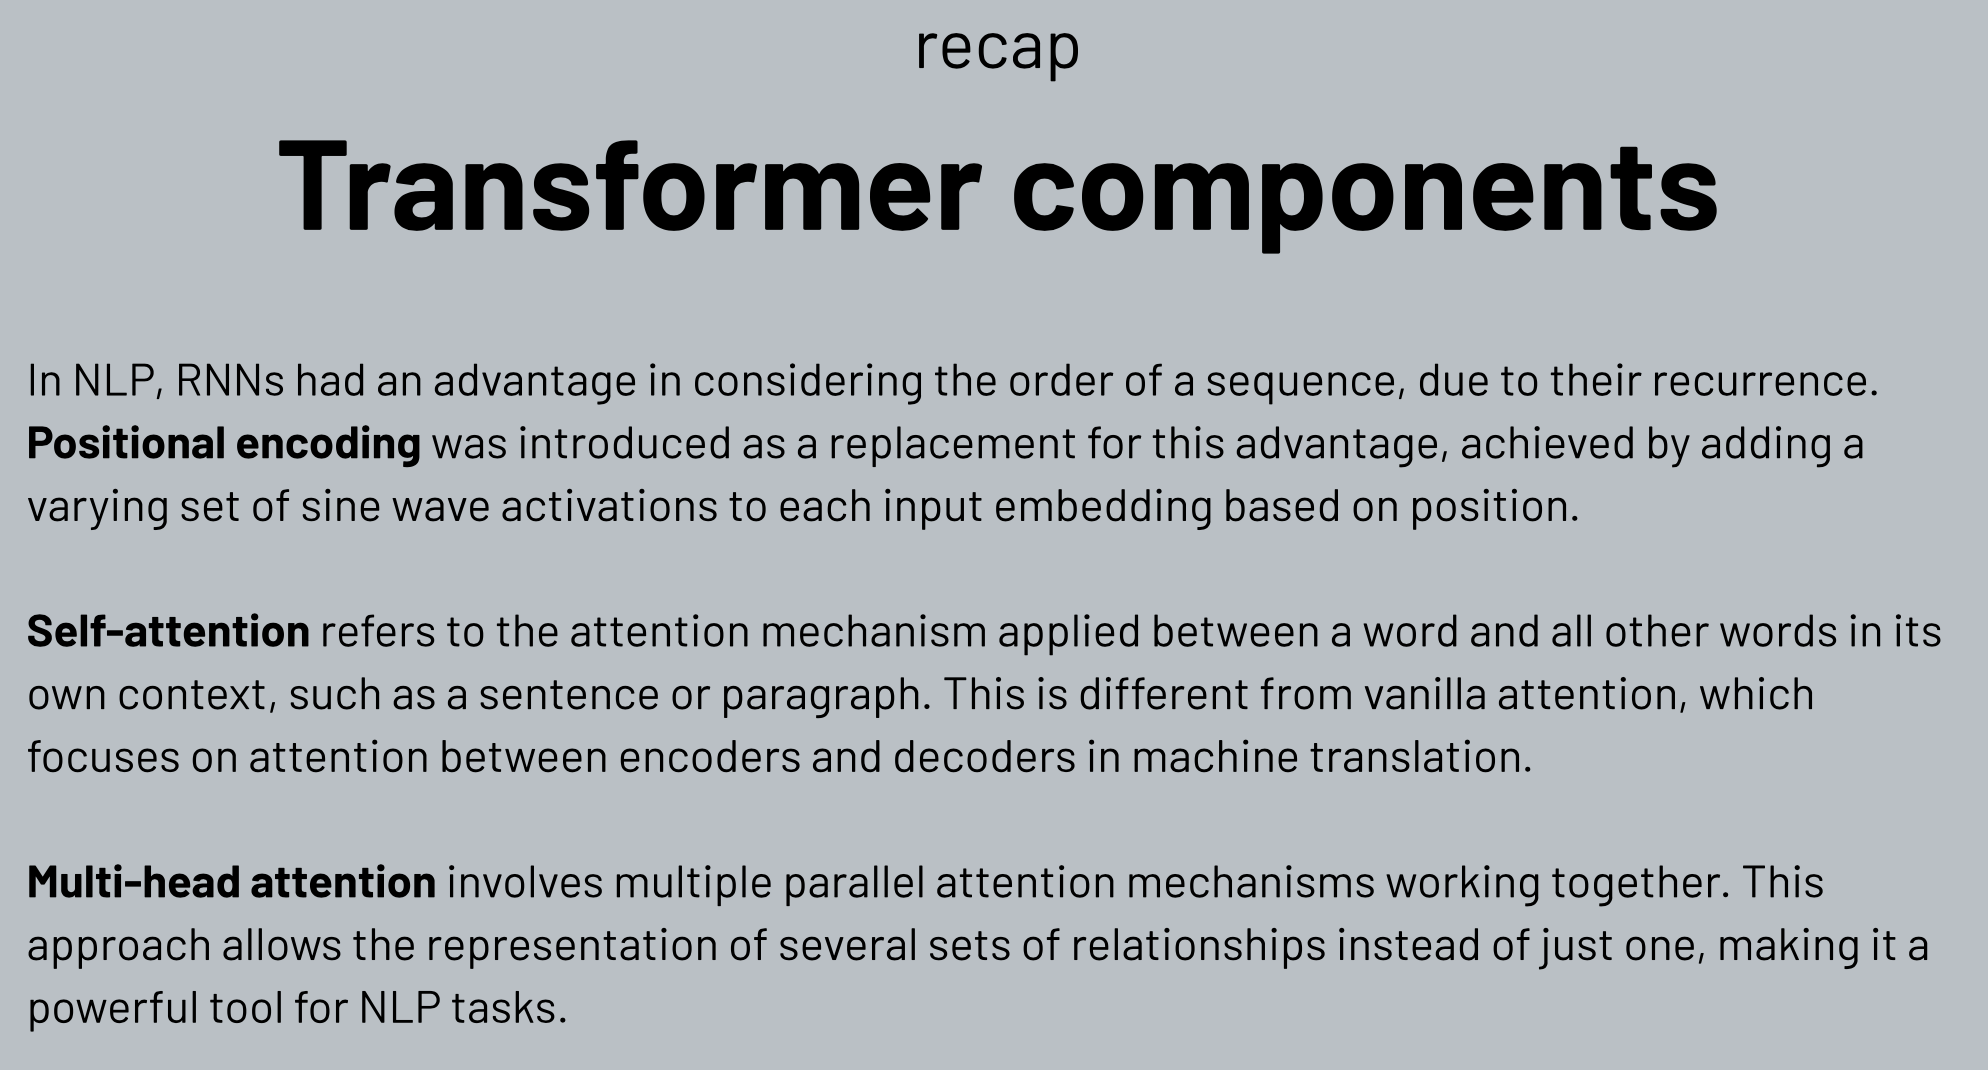 recap
Transformer components
In NLP, RNNs had an advantage in considering the order of a sequence, due to their recurrence.
Positional encoding was introduced as a replacement for this advantage, achieved by adding a
varying set of sine wave activations to each input embedding based on position.
Self-attention refers to the attention mechanism applied between a word and all other words in its
own context, such as a sentence or paragraph. This is different from vanilla attention, which
focuses on attention between encoders and decoders in machine translation.
Multi-head attention involves multiple parallel attention mechanisms working together. This
approach allows the representation of several sets of relationships instead of just one, making it a
powerful tool for NLP tasks.